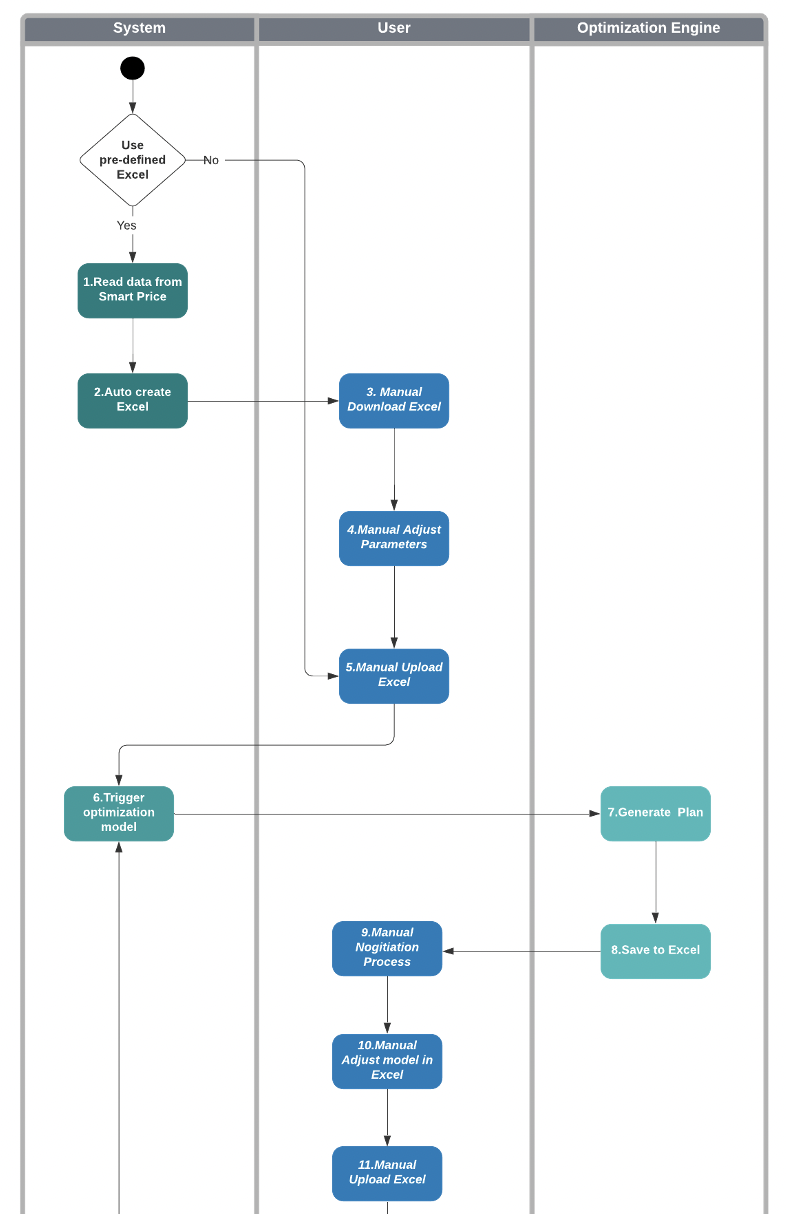 System
User
Optimization Engine
Use
pre-defined
Excel
No
Yes
1.Read data from
Smart Price
2.Auto create
Excel
3. Manual
Download Excel
4.Manual Adjust
Parameters
5.Manual Upload
Excel
6.Trigger
optimization
model
7.Generate  Plan
8.Save to Excel
9.Manual
Nogitiation
Process
10.Manual
Adjust model in
Excel
11.Manual
Upload Excel